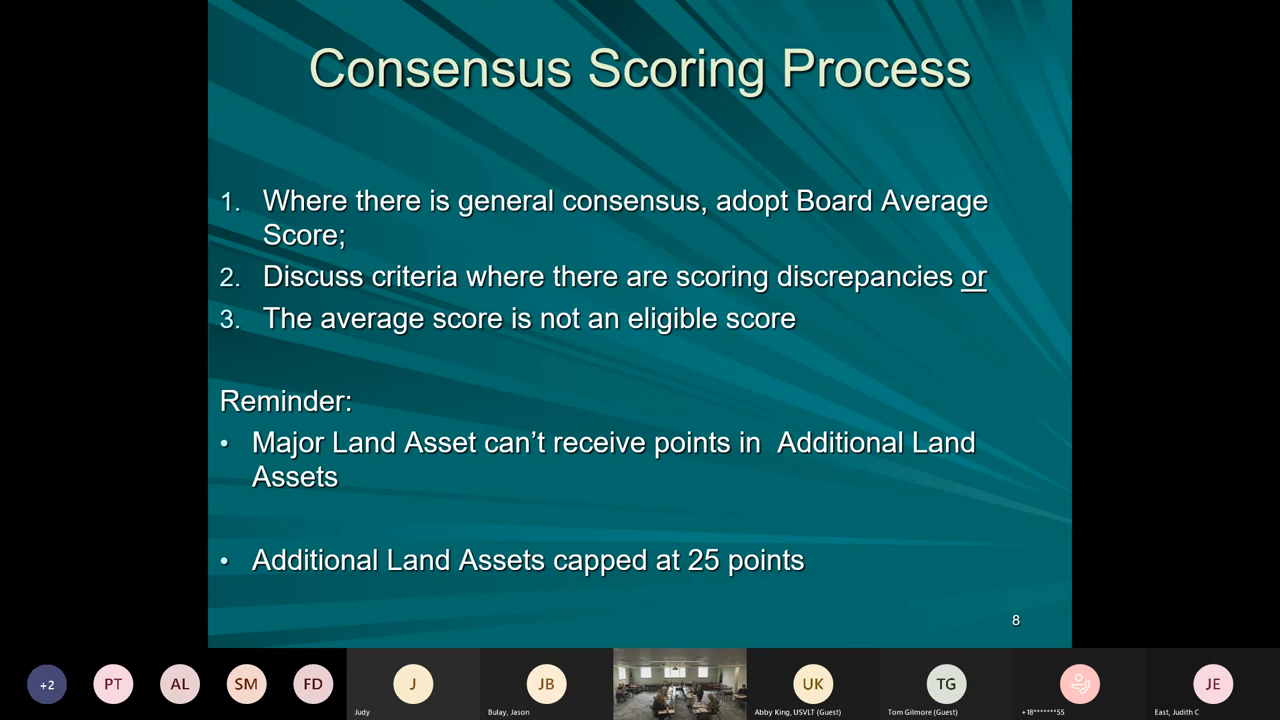 Consensus Scoring Process
1. Where there is general consensus, adopt Board Average
Score;
2. Discuss criteria where there are scoring discrepancies or
3. The average score is not an eligible score
Reminder:
• Major Land Asset can’t receive points in  Additional Land
Assets
• Additional Land Assets capped at 25 points
8
+2 PT AL SM FD J JB UK TG JE
Judy Bulay, Jason Abby King, USVLT (Guest) Tom Gilmore (Guest) +18*******55 East, Judith C